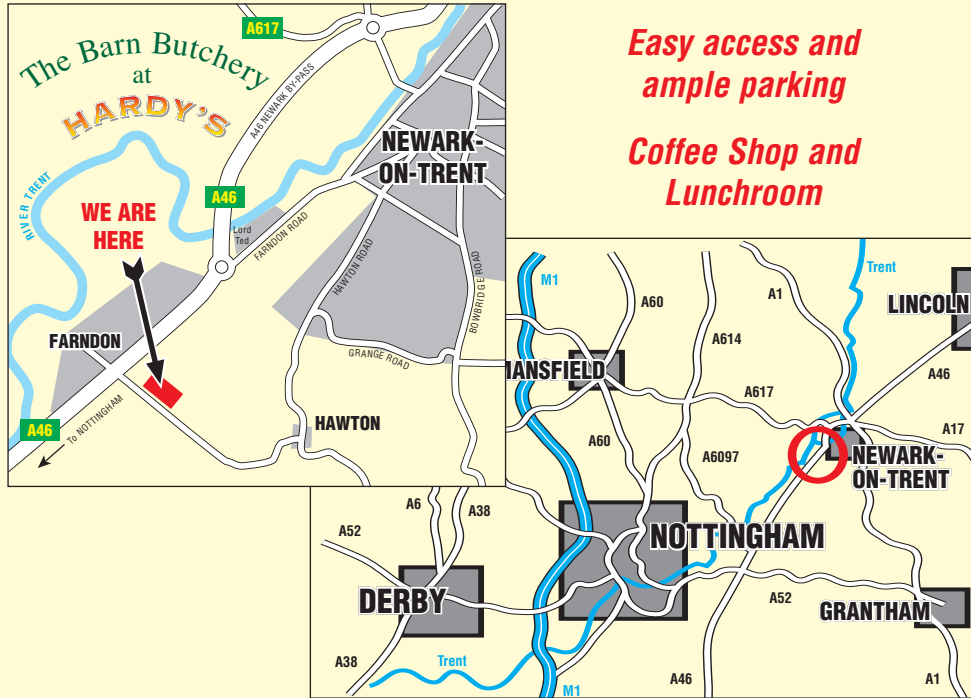 The Barn Butchery
at
HARDY'S
A617
A46 NEWARK BY-PASS
NEWARK-
ON-TRENT
RIVER TRENT
A46
WE ARE
HERE
Lord
Ted
FARNDON ROAD
HAWTON ROAD
BOWBRIDGE ROAD
FARNDON
GRANGE ROAD
HAWTON
A46
To NOTTINGHAM
Easy access and
ample parking
Coffee Shop and
Lunchroom
M1
A60
A1
Trent
LINCOLN
A614
MANSFIELD
A617
A46
A60
A6097
A17
NEWARK-
ON-TRENT
A6
A38
A52
NOTTINGHAM
DERBY
A52
GRANTHAM
A38
Trent
M1
A46
A1